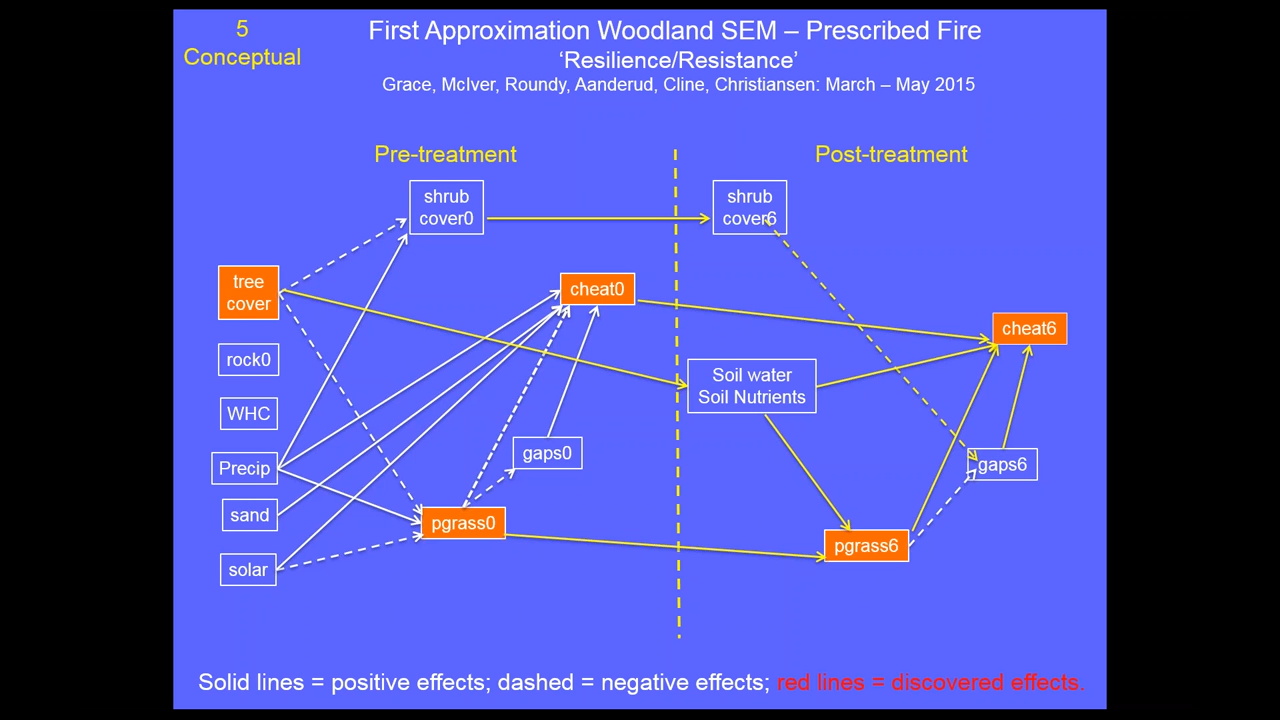 5
Conceptual
First Approximation Woodland SEM – Prescribed Fire
‘Resilience/Resistance’
Grace, McIver, Roundy, Aanderud, Cline, Christiansen: March – May 2015
Pre-treatment
Post-treatment
shrub
cover0
shrub
cover6
tree
cover
cheat0
cheat6
rock0
Soil water
Soil Nutrients
WHC
gaps0
gaps6
Precip
sand
pgrass0
pgrass6
solar
Solid lines = positive effects; dashed = negative effects; red lines = discovered effects.